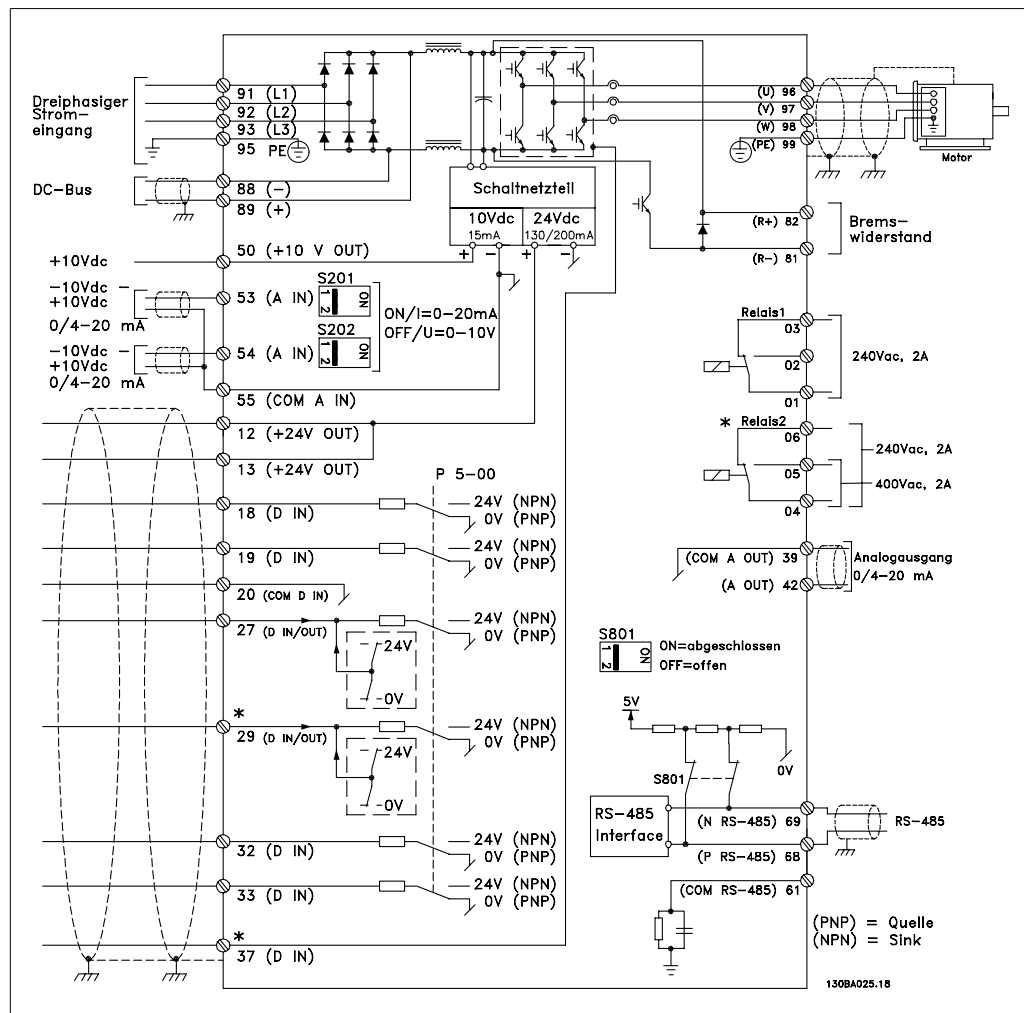 Dreiphasiger
Strom-
eingang
91 (L1)
92 (L2)
93 (L3)
95 PE
DC-Bus
88 (-)
89 (+)
+10Vdc
50 (+10 V OUT)
-10Vdc -
+10Vdc
0/4-20 mA
53 (A IN)
S201
1 2
ON
ON/I=0-20mA
OFF/U=0-10V
-10Vdc -
+10Vdc
0/4-20 mA
54 (A IN)
S202
1 2
ON
55 (COM A IN)
12 (+24V OUT)
13 (+24V OUT)
P 5-00
18 (D IN)
24V (NPN)
0V (PNP)
19 (D IN)
24V (NPN)
0V (PNP)
20 (COM D IN)
27 (D IN/OUT)
24V (NPN)
0V (PNP)
24V
0V
*
29 (D IN/OUT)
24V (NPN)
0V (PNP)
24V
0V
32 (D IN)
24V (NPN)
0V (PNP)
33 (D IN)
24V (NPN)
0V (PNP)
*
37 (D IN)
Schaltnetzteil
10Vdc
15mA
24Vdc
130/200mA
+ - + -
(U) 96
(V) 97
(W) 98
(PE) 99
Motor
(R+) 82
(R-) 81
Brems-
widerstand
Relais1
03
02
01
240Vac, 2A
* Relais2
06
05
04
240Vac, 2A
400Vac, 2A
(COM A OUT) 39
(A OUT) 42
Analogausgang
0/4-20 mA
S801
1 2
ON
ON=abgeschlossen
OFF=offen
5V
0V
S801
RS-485
Interface
(N RS-485) 69
(P RS-485) 68
RS-485
(COM RS-485) 61
(PNP) = Quelle
(NPN) = Sink
130BA025.18